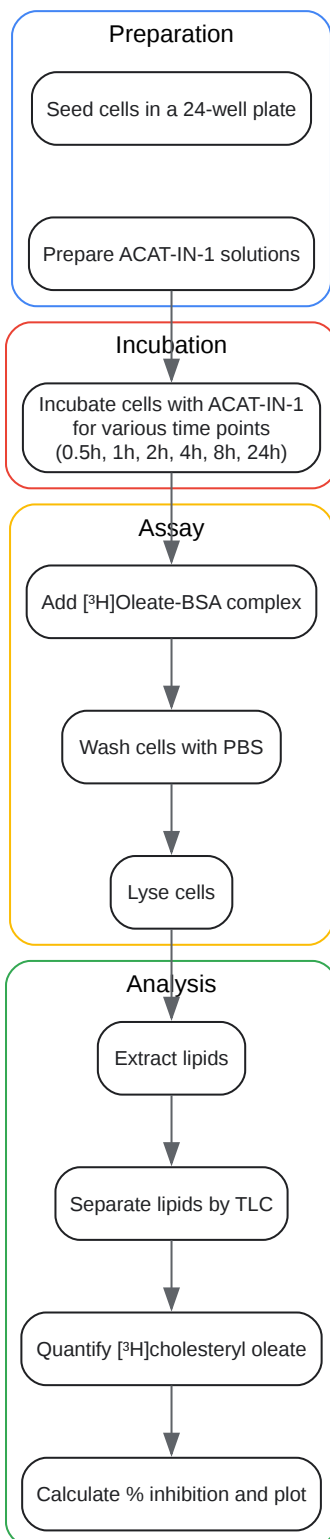 Preparation
Seed cells in a 24-well plate
Prepare ACAT-IN-1 solutions
Incubation
Incubate cells with ACAT-IN-1
for various time points
(0.5h, 1h, 2h, 4h, 8h, 24h)
Assay
Add [³H]Oleate-BSA complex
Wash cells with PBS
Lyse cells
Analysis
Extract lipids
Separate lipids by TLC
Quantify [³H]cholesteryl oleate
Calculate % inhibition and plot